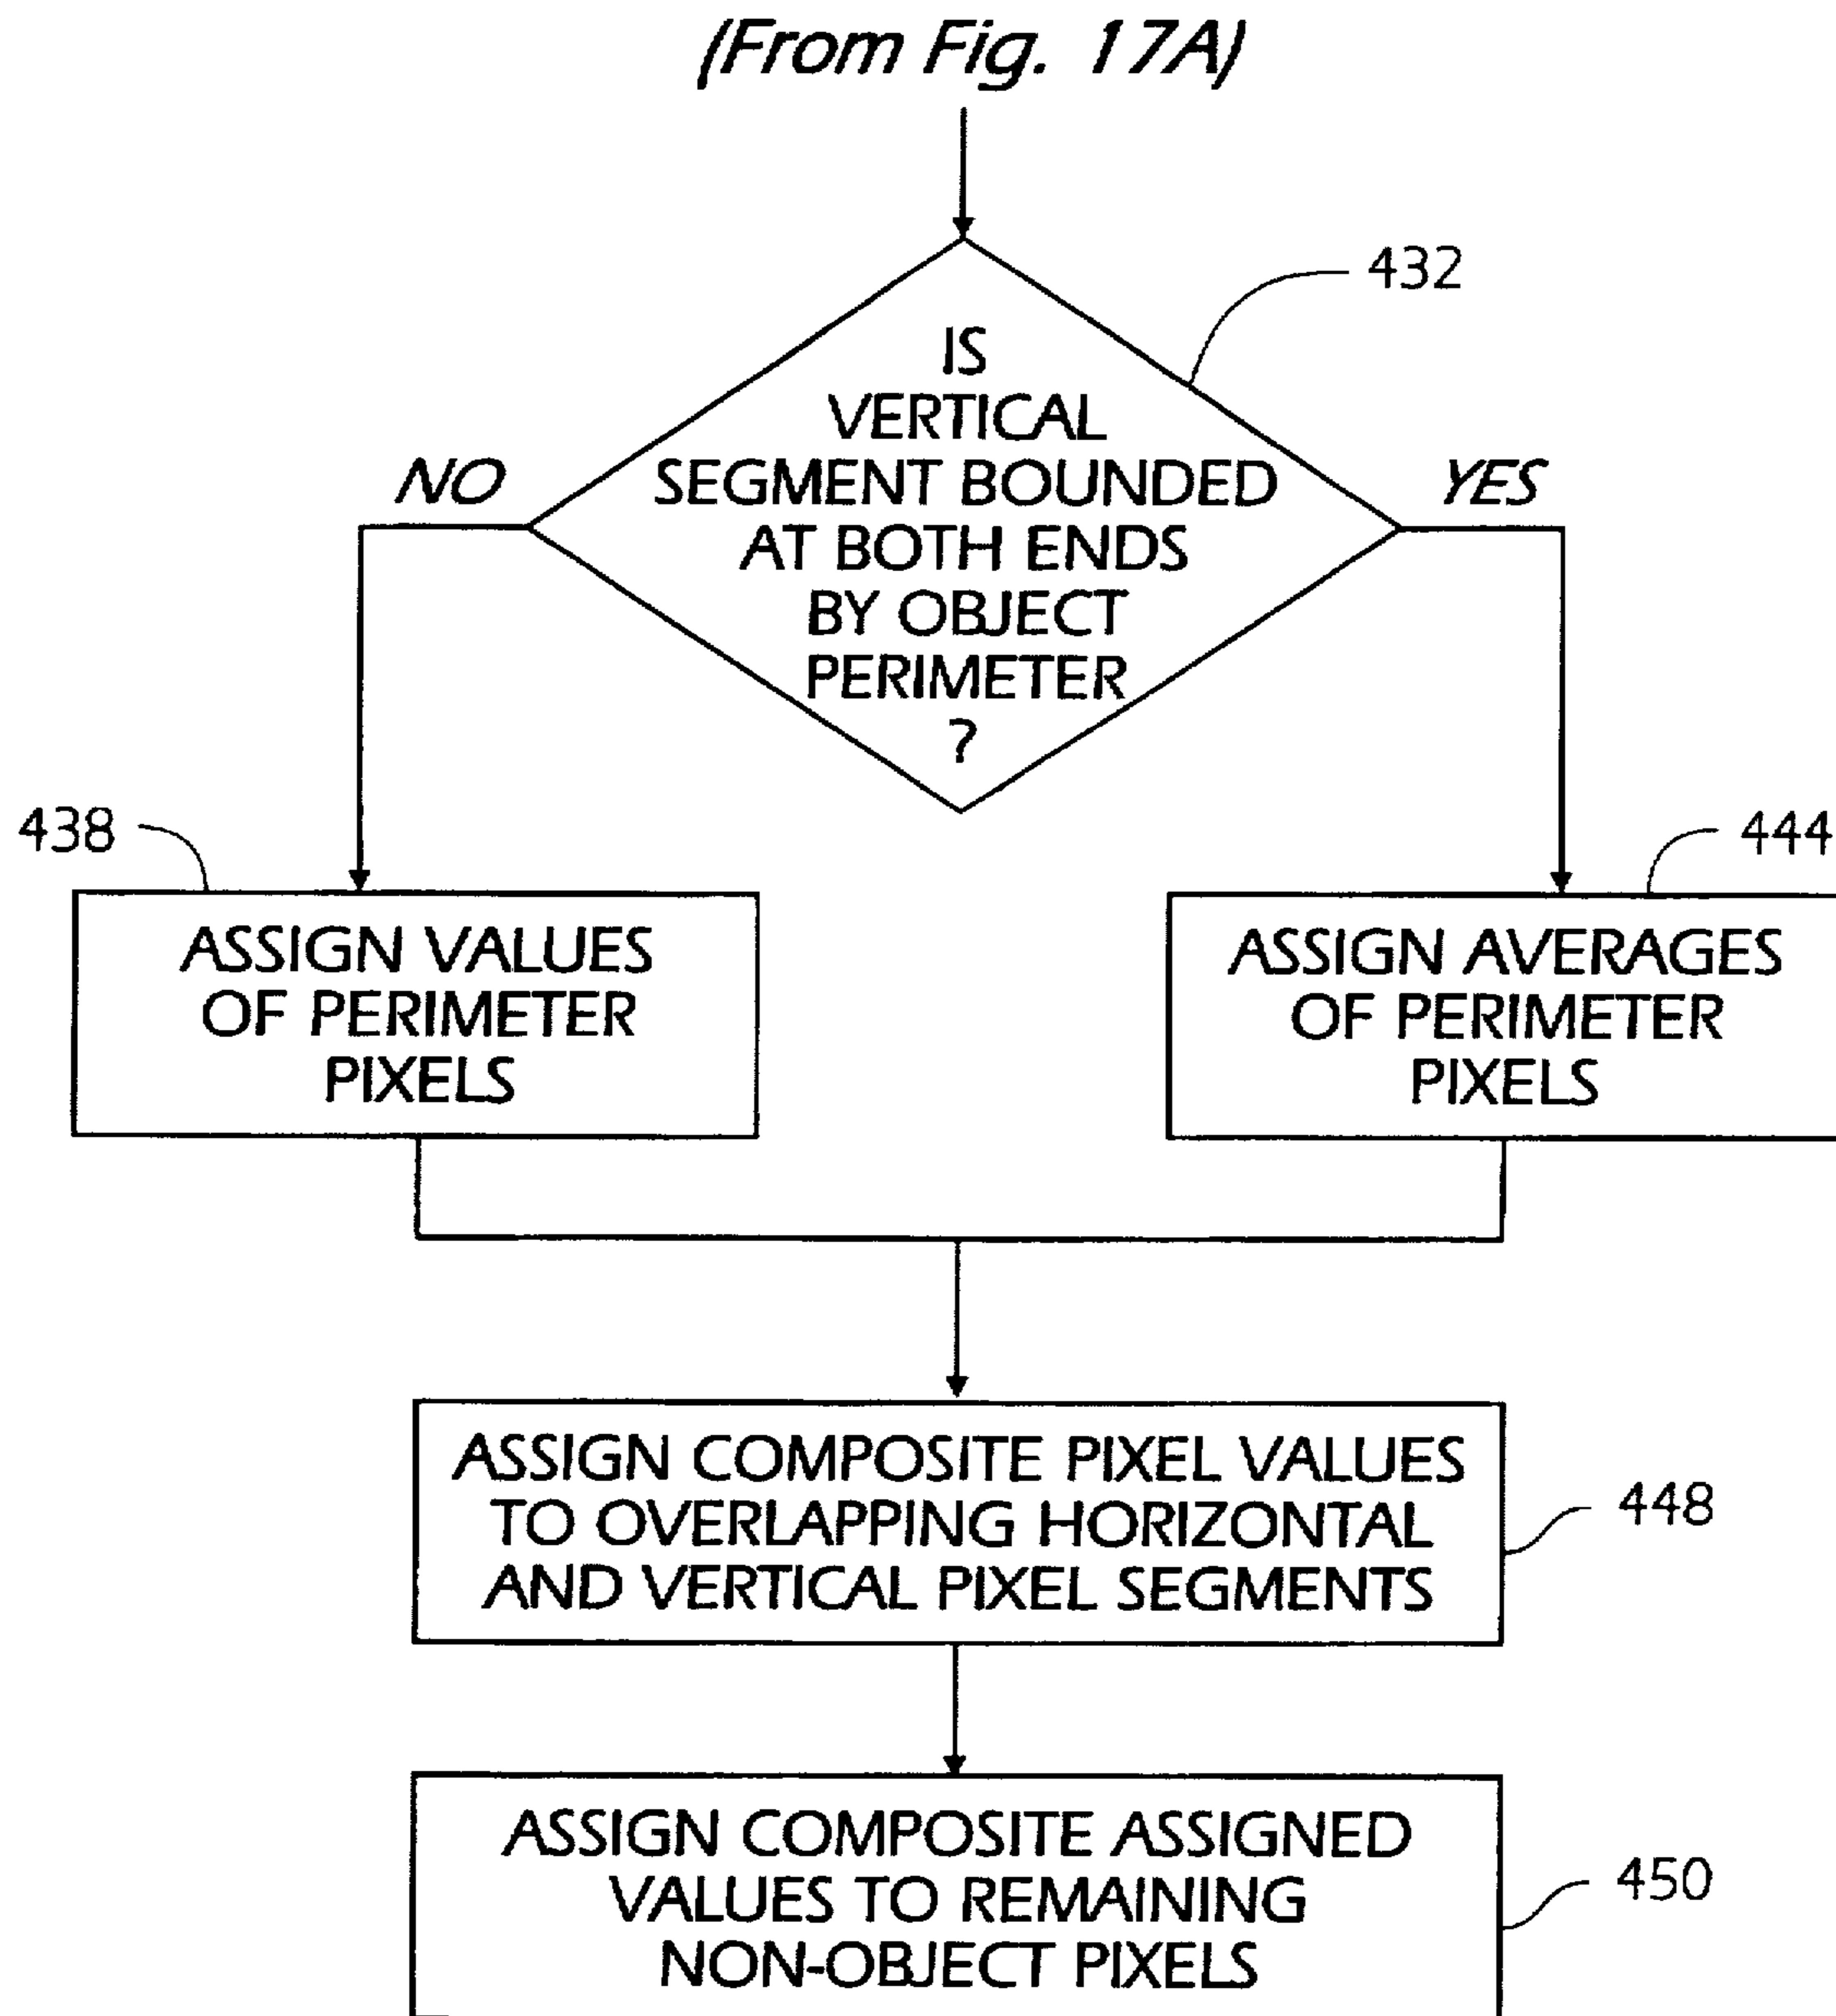 (From Fig. 17A)
432
IS
VERTICAL
SEGMENT BOUNDED
AT BOTH ENDS
BY OBJECT
PERIMETER
?
NO
YES
438
444
ASSIGN VALUES
OF PERIMETER
PIXELS
ASSIGN AVERAGES
OF PERIMETER
PIXELS
ASSIGN COMPOSITE PIXEL VALUES
TO OVERLAPPING HORIZONTAL
AND VERTICAL PIXEL SEGMENTS
448
ASSIGN COMPOSITE ASSIGNED
VALUES TO REMAINING
NON-OBJECT PIXELS
450